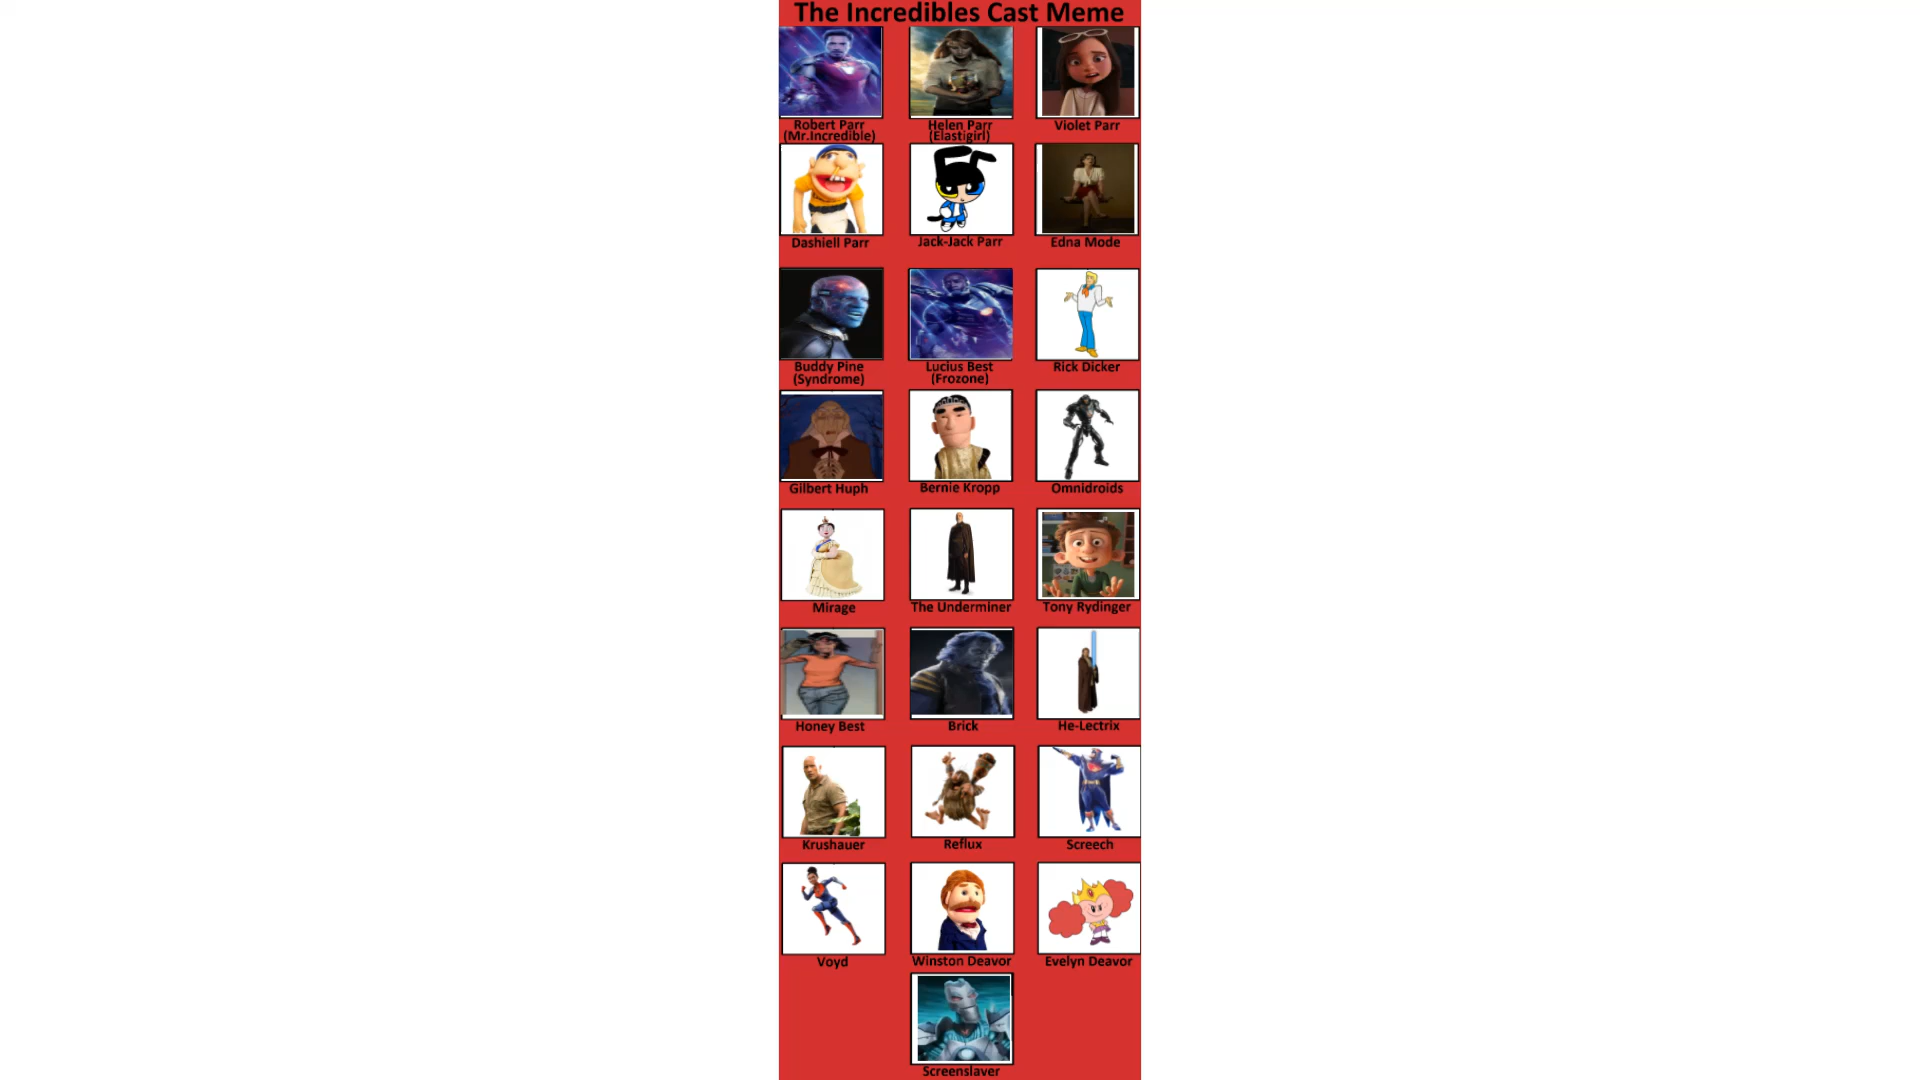 The Incredibles Cast Meme
Robert Parr
(Mr.Incredible)
Helen Parr
(Elastigirl)
Violet Parr
Dashiell Parr
Jack-Jack Parr
Edna Mode
Buddy Pine
(Syndrome)
Lucius Best
(Frozone)
Rick Dicker
Gilbert Huph
Bernie Kropp
Omnidroids
Mirage
The Underminer
Tony Rydinger
Honey Best
Brick
He-Lectrix
Krushauer
Reflux
Screech
Voyd
Winston Deavor
Evelyn Deavor
Screenslaver